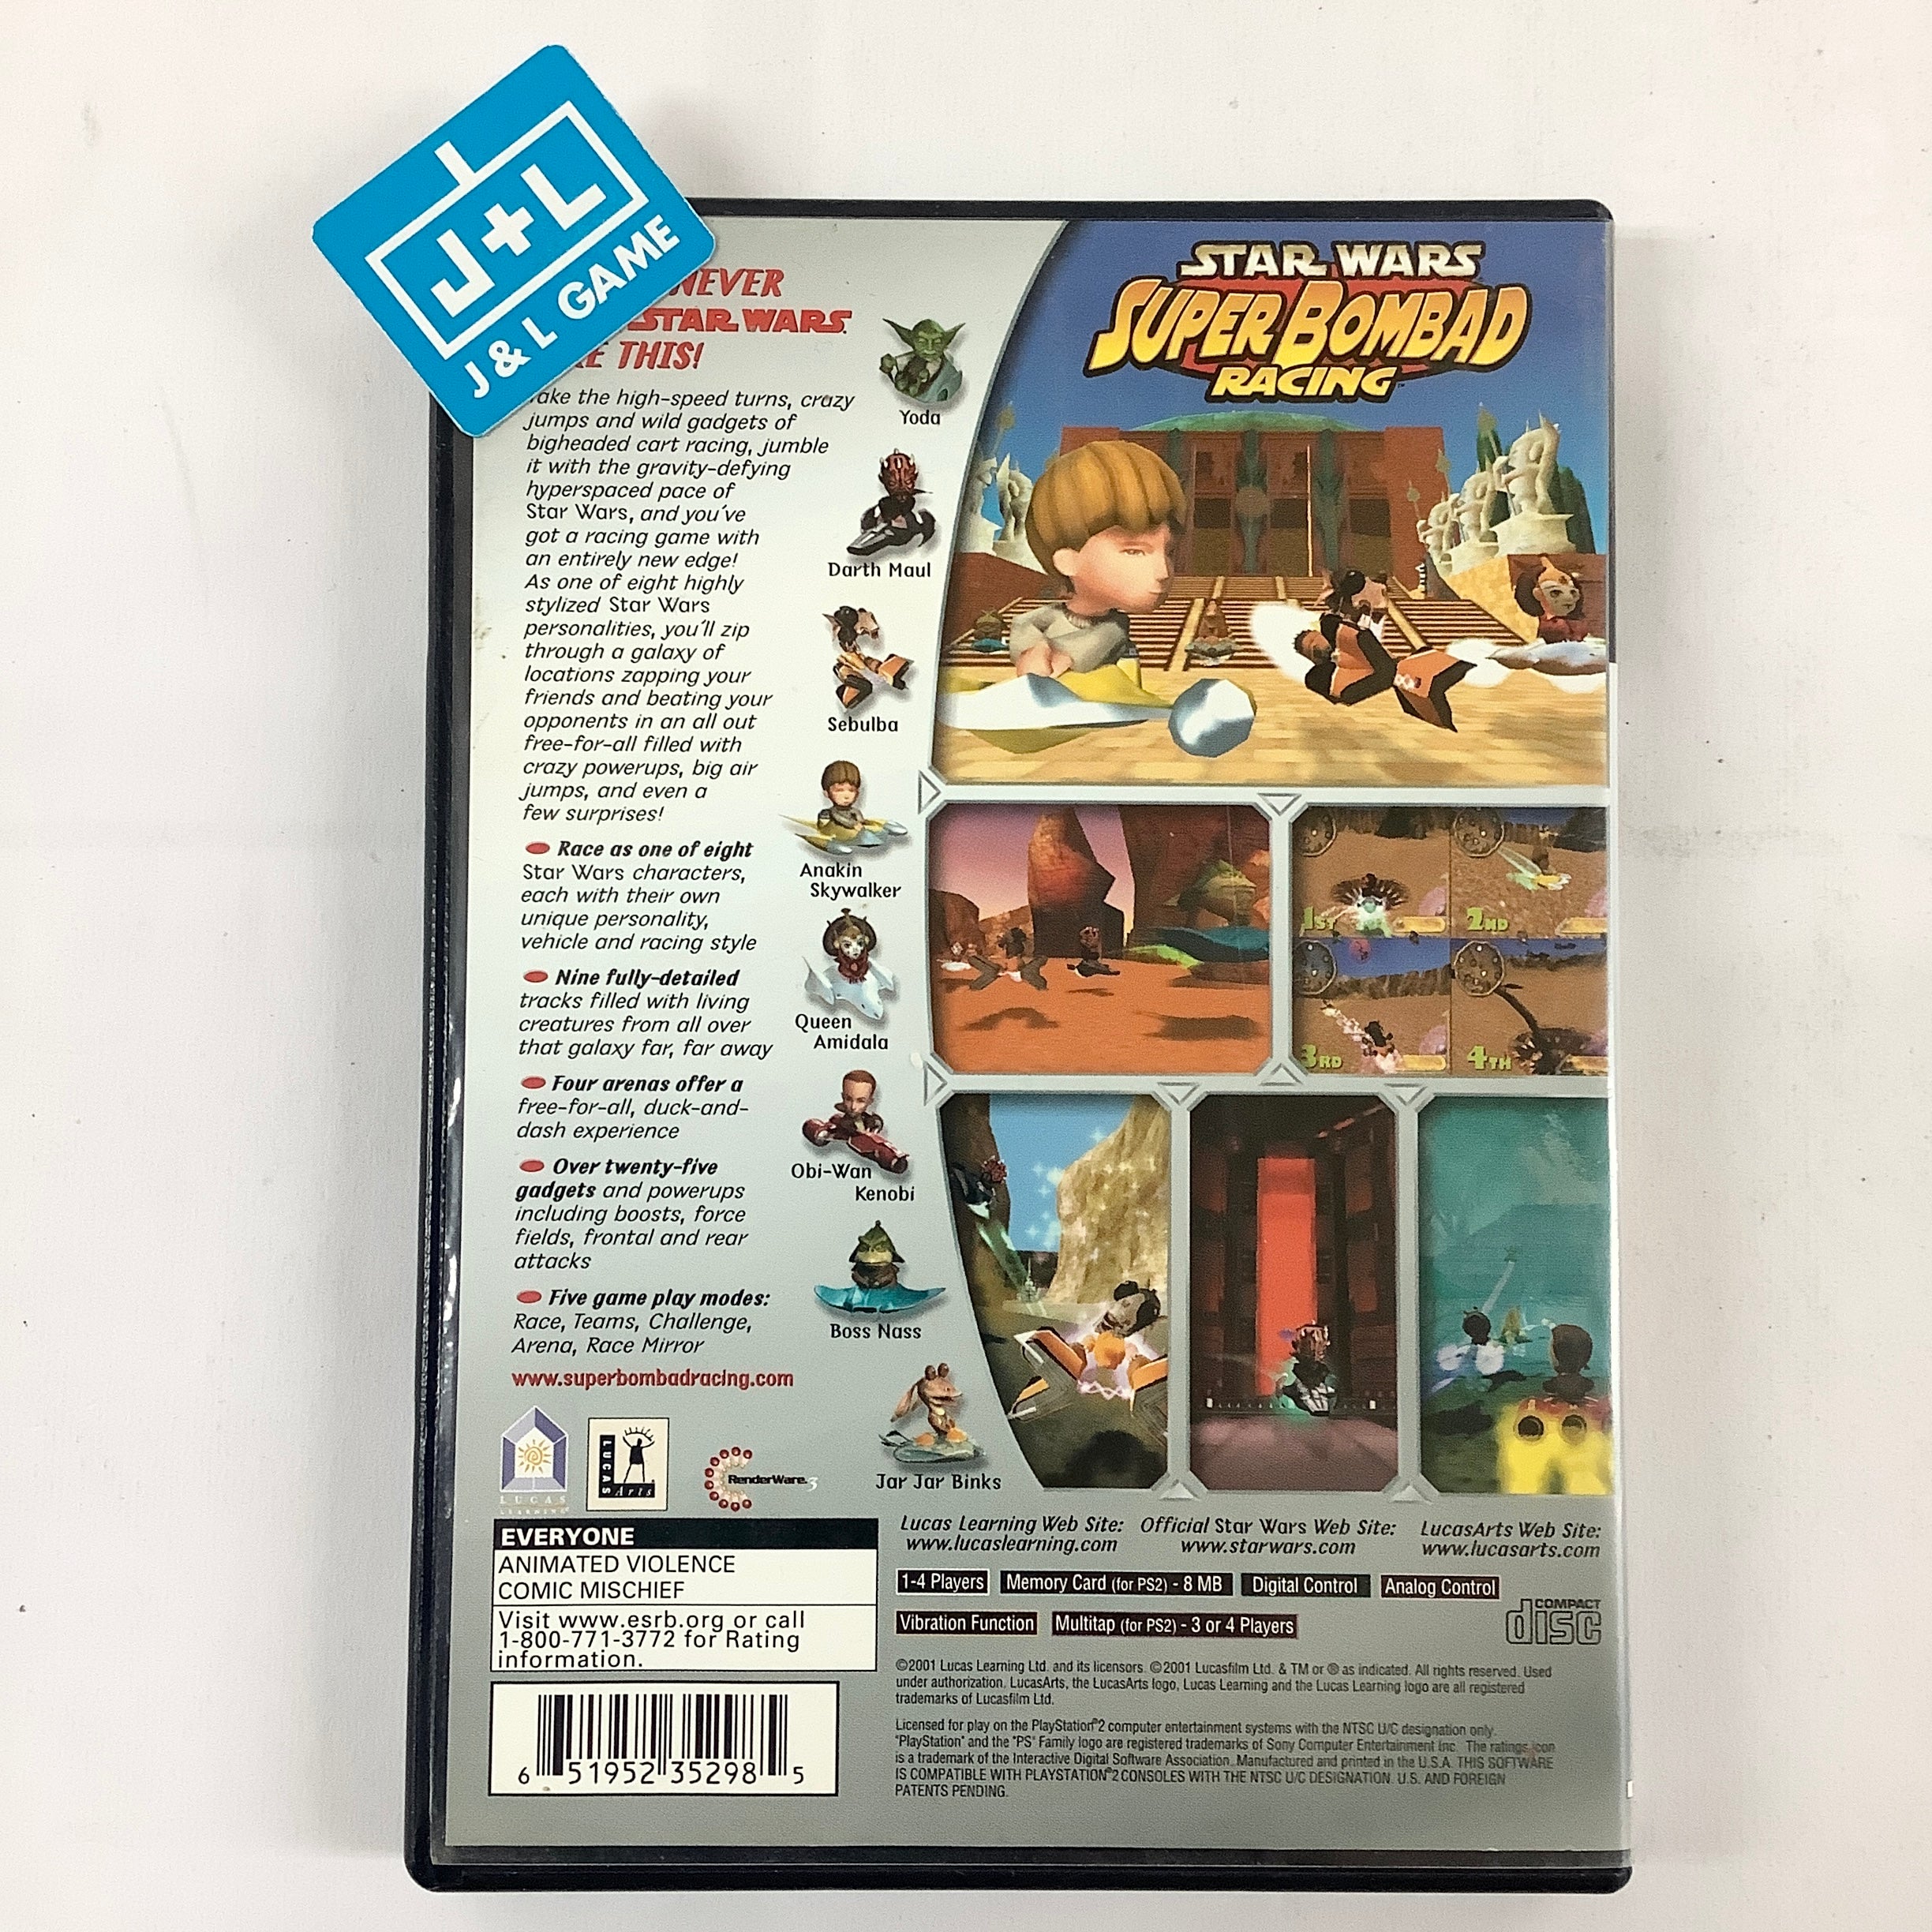 J+L
J & L GAME
NEVER
STAR WARS
THIS!
the high-speed turns, crazy
jumps and wild gadgets of
bigheaded cart racing, jumble
it with the gravity-defying
hyperspaced pace of
Star Wars, and you've
got a racing game with
an entirely new edge!
As one of eight highly
stylized Star Wars
personalities, you'll zip
through a galaxy of
locations zapping your
friends and beating your
opponents in an all out
free-for-all filled with
crazy powerups, big air
jumps, and even a
few surprises!
Race as one of eight
Star Wars characters,
each with their own
unique personality,
vehicle and racing style
Nine fully-detailed
tracks filled with living
creatures from all over
that galaxy far, far away
Four arenas offer a
free-for-all, duck-and-
dash experience
Over twenty-five
gadgets and powerups
including boosts, force
fields, frontal and rear
attacks
Five game play modes:
Race, Teams, Challenge,
Arena, Race Mirror
www.superbombadracing.com
Yoda
Darth Maul
Sebulba
Anakin
Skywalker
Queen
Amidala
Obi-Wan
Kenobi
Boss Nass
Jar Jar Binks
STAR WARS
SUPER BOMBAD
RACING™
1ST
2ND
3RD
4TH
LUCAS
LEARNING
LUCAS
Arts
RenderWare.3
EVERYONE
ANIMATED VIOLENCE
COMIC MISCHIEF
Visit www.esrb.org or call
1-800-771-3772 for Rating
information.
6 51952 35298 5
Lucas Learning Web Site:
www.lucaslearning.com
Official Star Wars Web Site:
www.starwars.com
LucasArts Web Site:
www.lucasarts.com
1-4 Players
Memory Card (for PS2) - 8 MB
Digital Control
Analog Control
Vibration Function
Multitap (for PS2) - 3 or 4 Players
COMPACT
disc
©2001 Lucas Learning Ltd. and its licensors. ©2001 Lucasfilm Ltd. & TM or ® as indicated. All rights reserved. Used
under authorization. LucasArts, the LucasArts logo, Lucas Learning and the Lucas Learning logo are all registered
trademarks of Lucasfilm Ltd.
Licensed for play on the PlayStation®2 computer entertainment systems with the NTSC U/C designation only.
"PlayStation" and the "PS" Family logo are registered trademarks of Sony Computer Entertainment Inc. The ratings icon
is a trademark of the Interactive Digital Software Association. Manufactured and printed in the U.S.A. THIS SOFTWARE
IS COMPATIBLE WITH PLAYSTATION®2 CONSOLES WITH THE NTSC U/C DESIGNATION. U.S. AND FOREIGN
PATENTS PENDING.